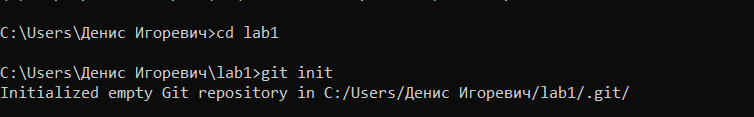 C:\Users\Денис Игоревич>cd lab1
C:\Users\Денис Игоревич\lab1>git init
Initialized empty Git repository in C:/Users/Денис Игоревич/lab1/.git/